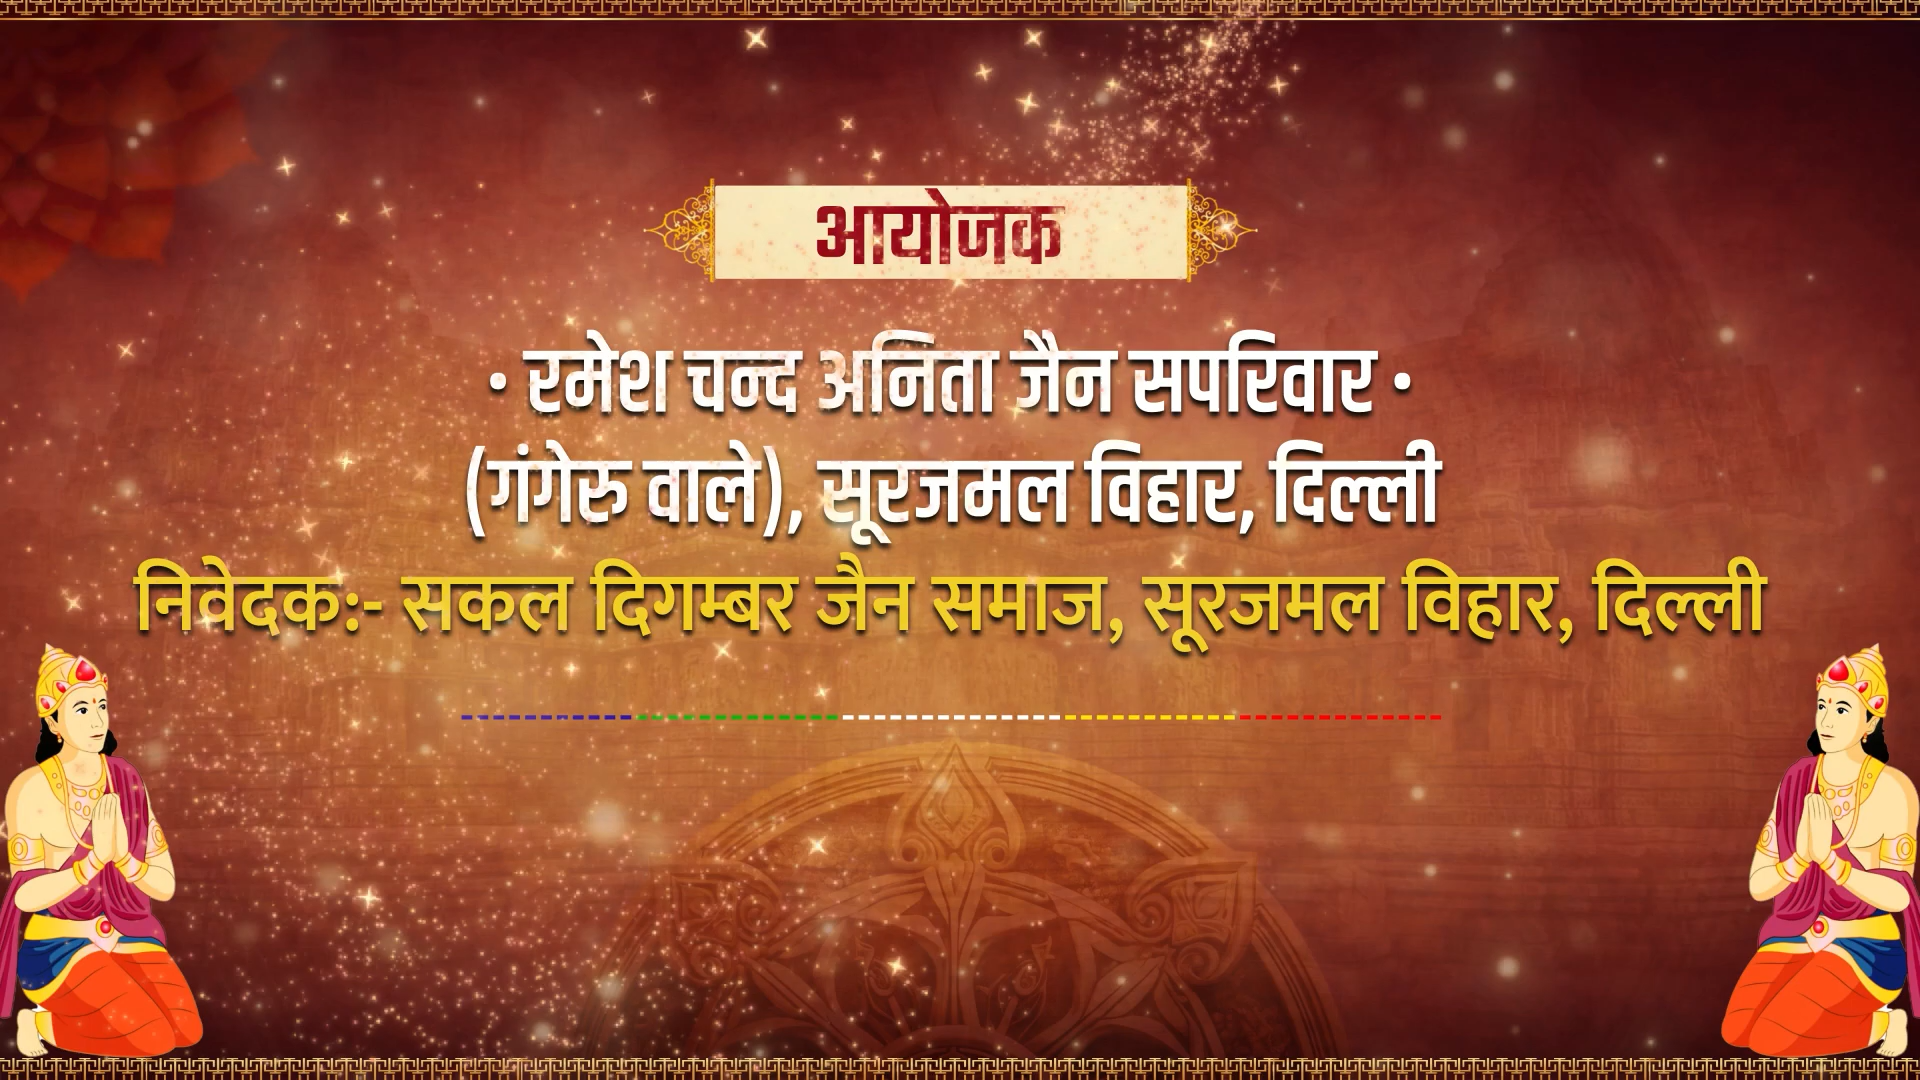 आयोजक
• रमेश चन्द अनिता जैन सपरिवार •
(गंगेरु वाले), सूरजमल विहार, दिल्ली
निवेदक:- सकल दिगम्बर जैन समाज, सूरजमल विहार, दिल्ली